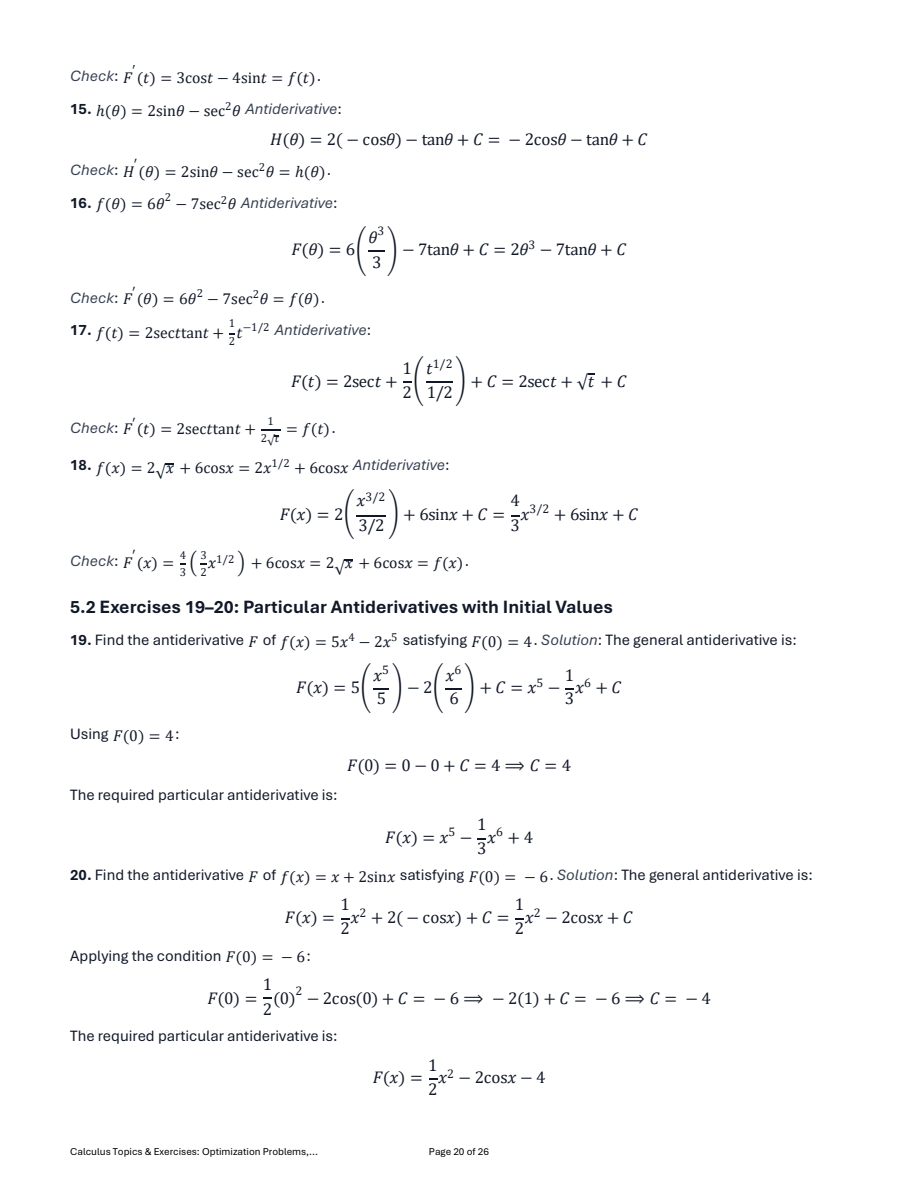 Check: F′(t) = 3cost − 4sint = f(t).
15. h(θ) = 2sinθ − sec²θ Antiderivative:
H(θ) = 2( − cosθ) − tanθ + C = − 2cosθ − tanθ + C
Check: H′(θ) = 2sinθ − sec²θ = h(θ).
16. f(θ) = 6θ² − 7sec²θ Antiderivative:
F(θ) = 6(θ³/3) − 7tanθ + C = 2θ³ − 7tanθ + C
Check: F′(θ) = 6θ² − 7sec²θ = f(θ).
17. f(t) = 2secttant + 1/2 t^(−1/2) Antiderivative:
F(t) = 2sect + 1/2 (t^(1/2) / (1/2)) + C = 2sect + √t + C
Check: F′(t) = 2secttant + 1/(2√t) = f(t).
18. f(x) = 2√x + 6cosx = 2x^(1/2) + 6cosx Antiderivative:
F(x) = 2(x^(3/2) / (3/2)) + 6sinx + C = 4/3 x^(3/2) + 6sinx + C
Check: F′(x) = 4/3 (3/2 x^(1/2)) + 6cosx = 2√x + 6cosx = f(x).
5.2 Exercises 19–20: Particular Antiderivatives with Initial Values
19. Find the antiderivative F of f(x) = 5x⁴ − 2x⁵ satisfying F(0) = 4. Solution: The general antiderivative is:
F(x) = 5(x⁵/5) − 2(x⁶/6) + C = x⁵ − 1/3 x⁶ + C
Using F(0) = 4:
F(0) = 0 − 0 + C = 4 ⟹ C = 4
The required particular antiderivative is:
F(x) = x⁵ − 1/3 x⁶ + 4
20. Find the antiderivative F of f(x) = x + 2sinx satisfying F(0) = − 6. Solution: The general antiderivative is:
F(x) = 1/2 x² + 2( − cosx) + C = 1/2 x² − 2cosx + C
Applying the condition F(0) = − 6:
F(0) = 1/2 (0)² − 2cos(0) + C = − 6 ⟹ − 2(1) + C = − 6 ⟹ C = − 4
The required particular antiderivative is:
F(x) = 1/2 x² − 2cosx − 4
Calculus Topics & Exercises: Optimization Problems,... Page 20 of 26